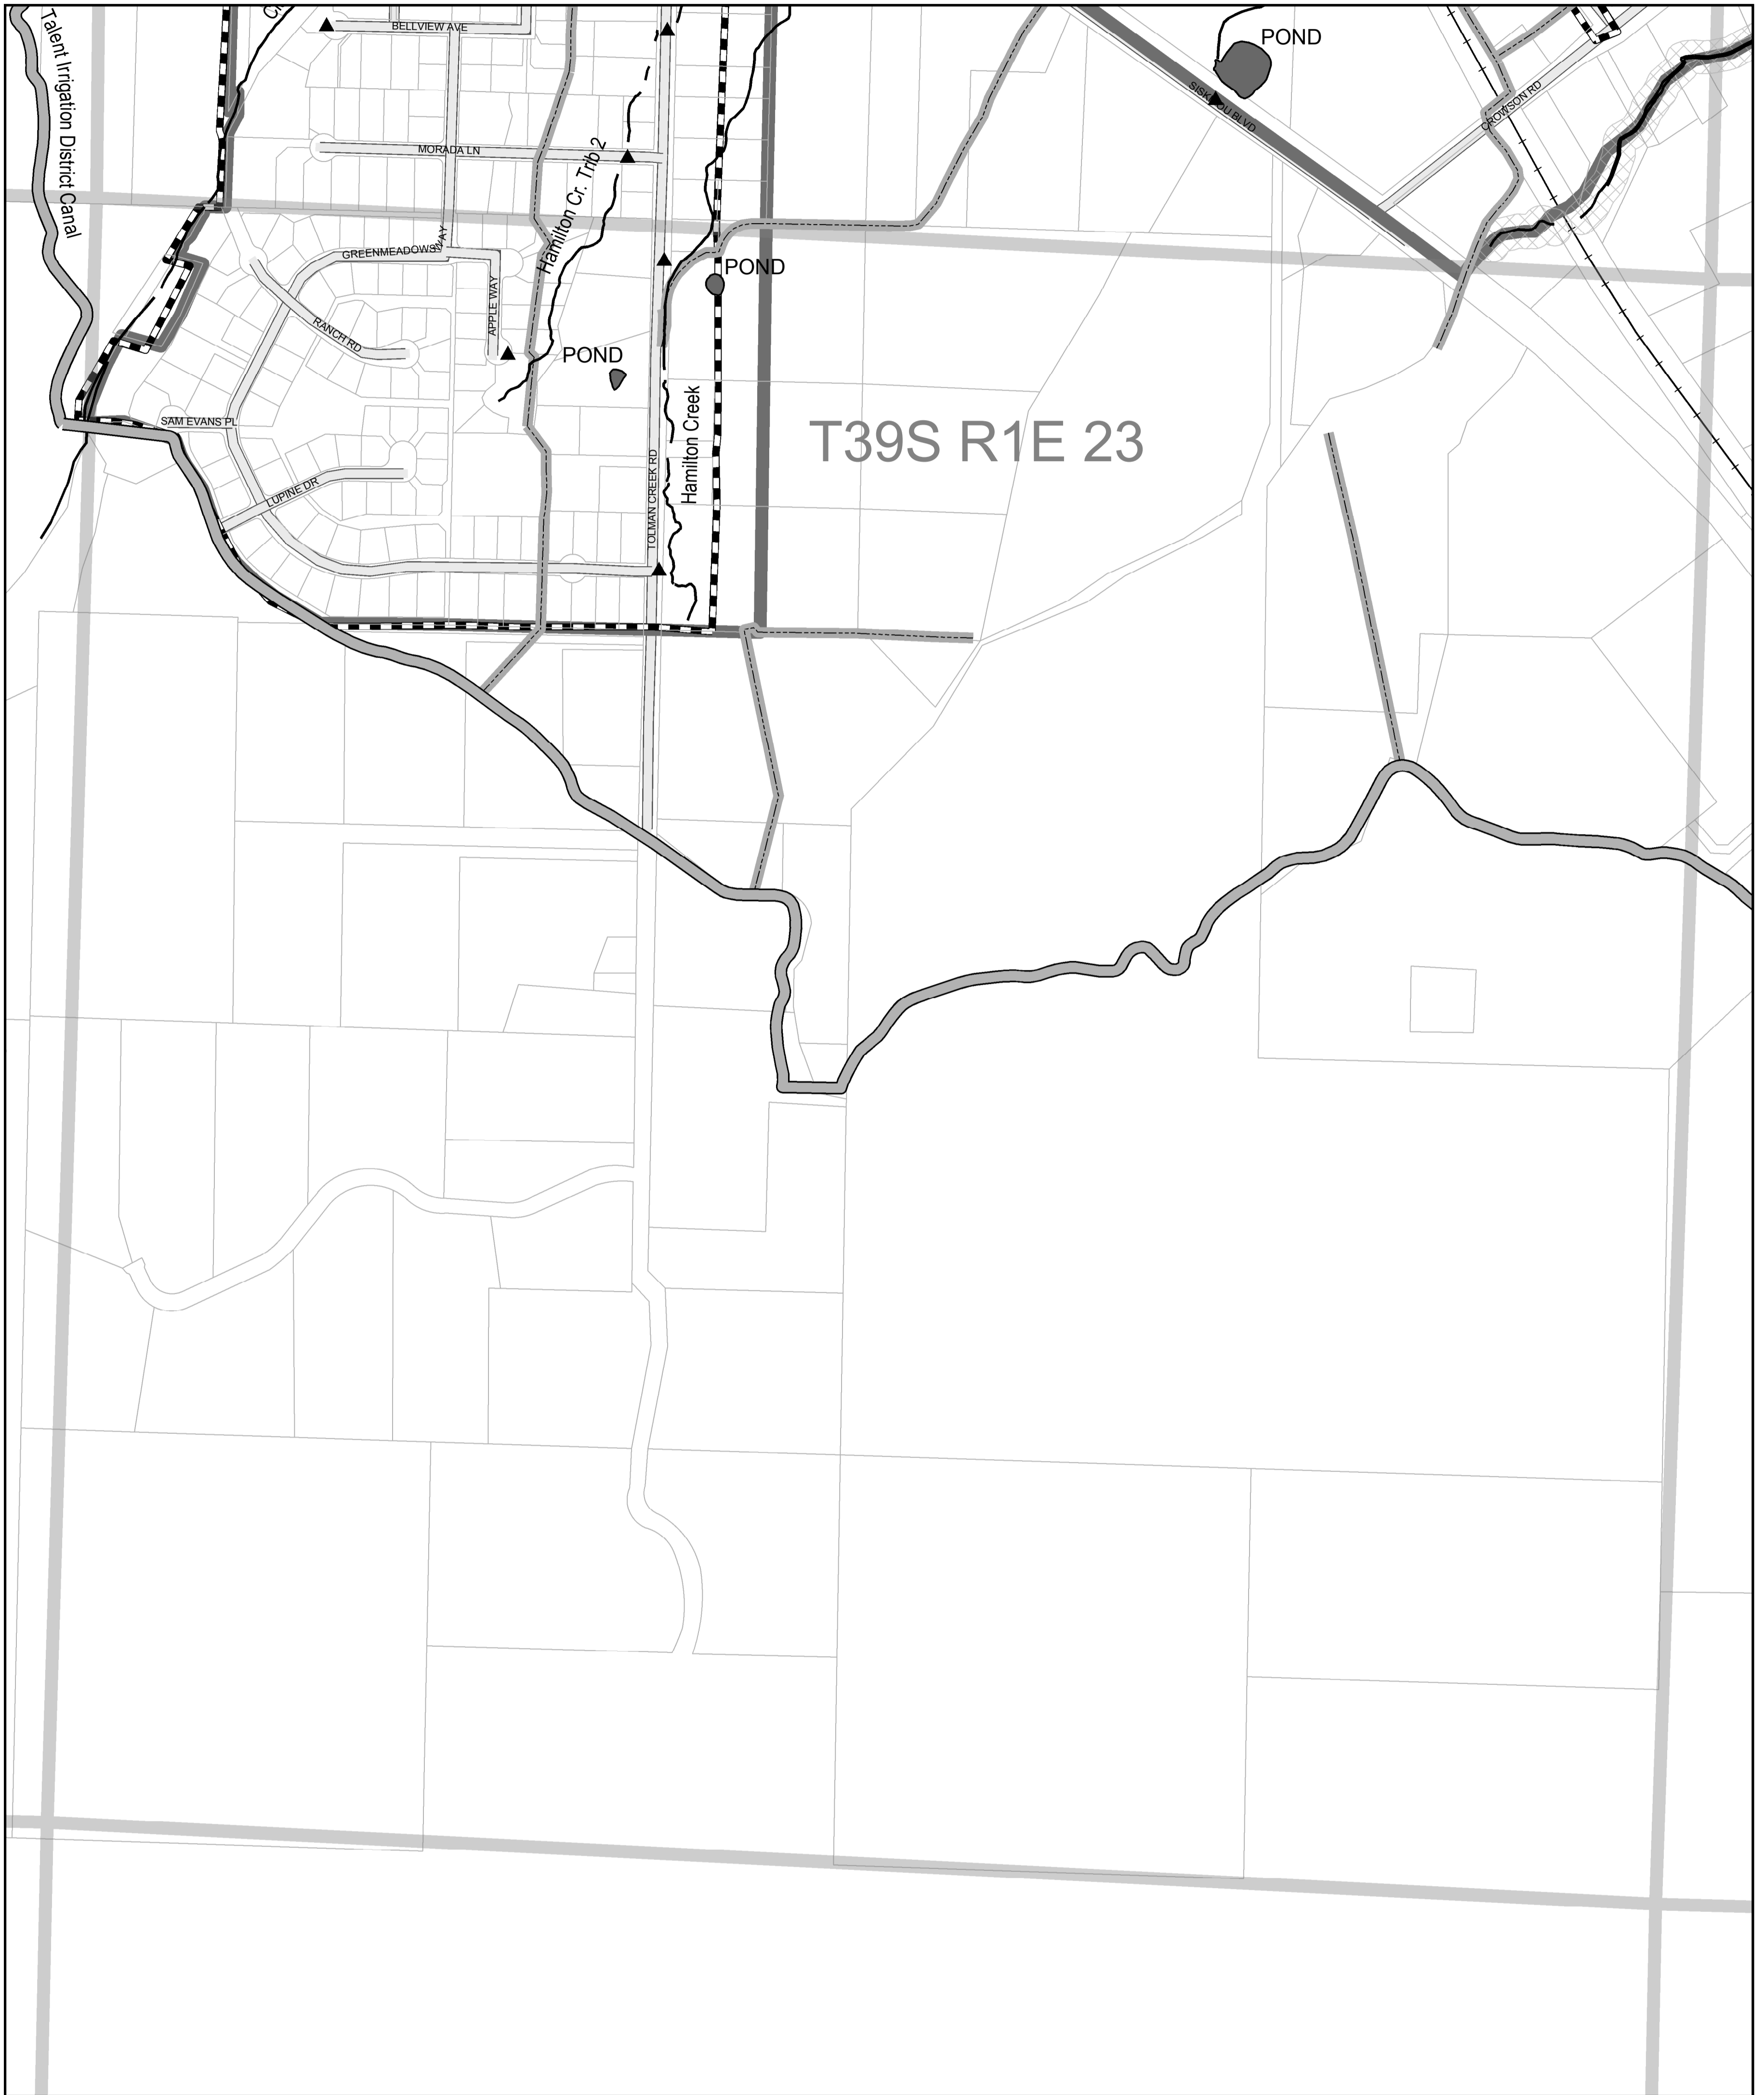 BELLVIEW AVE
POND
Talent Irrigation District Canal
SISKIYOU BLVD
CROWSON RD
MORADA LN
Hamilton Cr. Trib 2
GREENMEADOWS WAY
POND
APPLE WAY
RANCH RD
POND
SAM EVANS PL
T39S R1E 23
Hamilton Creek
TOLMAN CREEK RD
LUPINE DR